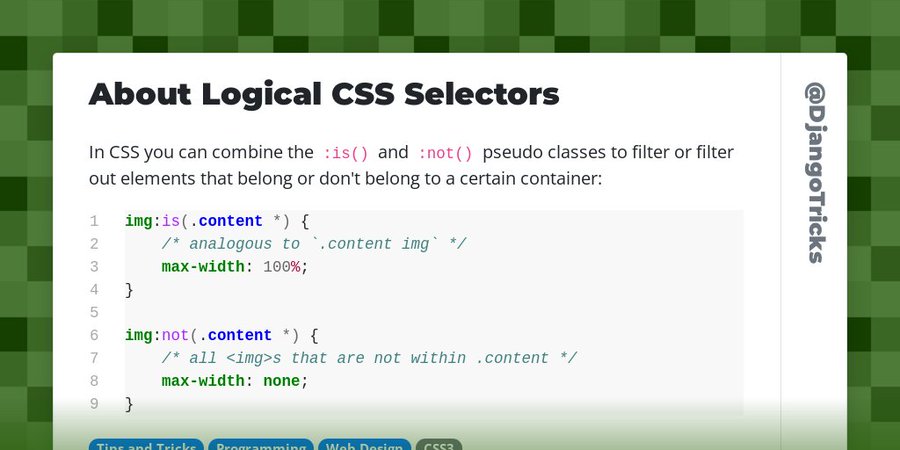 About Logical CSS Selectors
In CSS you can combine the :is() and :not() pseudo classes to filter or filter
out elements that belong or don't belong to a certain container:
1 img:is(.content *) {
2     /* analogous to `.content img` */
3     max-width: 100%;
4 }
5
6 img:not(.content *) {
7     /* all <img>s that are not within .content */
8     max-width: none;
9 }
Tips and Tricks Programming Web Design CSS3
@DjangoTricks